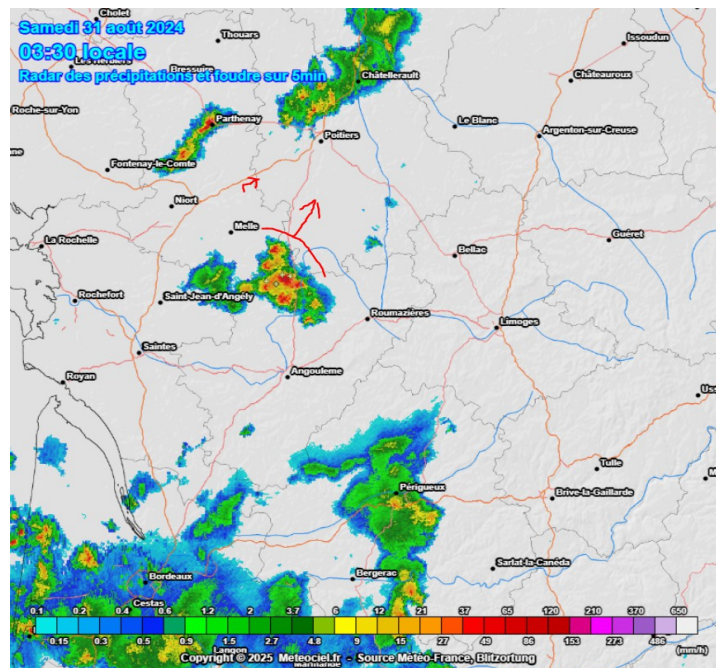 Samedi 31 août 2024
03:30 locale
Radar des précipitations et foudre sur 5min
Cholet
Thouars
Issoudun
Les Herbiers
Bressuire
Châtellerault
Châteauroux
Roche-sur-Yon
Parthenay
Le Blanc
Argenton-sur-Creuse
Poitiers
Fontenay-le-Comte
Niort
Melle
La Rochelle
Guéret
Bellac
Rochefort
Saint-Jean-d'Angély
Roumazières
Limoges
Saintes
Royan
Angouleme
Tulle
Périgueux
Brive-la-Gaillarde
Sarlat-la-Canéda
Bordeaux
Bergerac
Cestas
0.1 0.2 0.4 0.6 1.2 2 3.7 6 12 21 37 65 120 210 370 650
0.15 0.3 0.5 0.9 1.5 2.7 4.8 9 15 27 49 86 153 273 486 (mm/h)
Langon
Copyright © 2025 Meteociel.fr - Source Meteo-France, Blitzortung